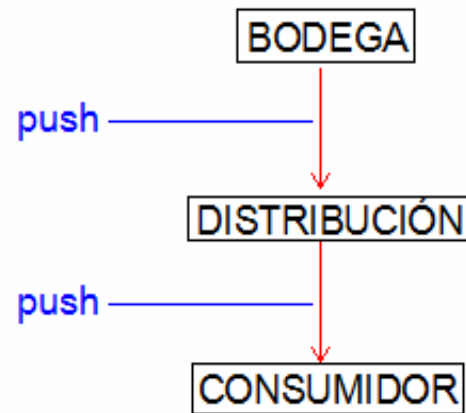 BODEGA
push
DISTRIBUCIÓN
push
CONSUMIDOR